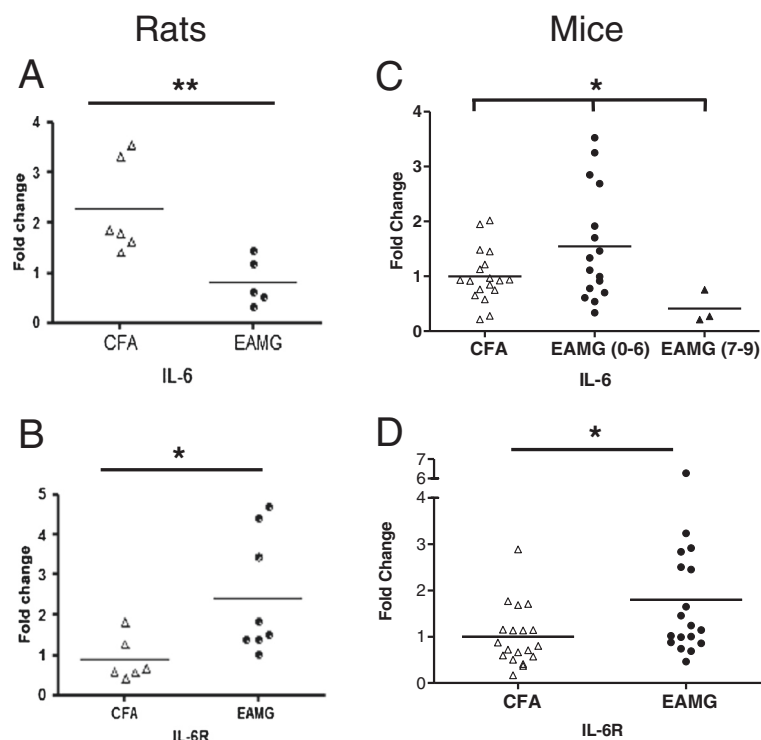 Rats
Mice
A
**
Fold change
4
3
2
1
0
CFA
EAMG
IL-6
C
*
Fold Change
4
3
2
1
0
CFA
EAMG (0-6)
EAMG (7-9)
IL-6
B
*
Fold change
5
4
3
2
1
0
CFA
EAMG
IL-6R
D
*
Fold Change
7
6
4
3
2
1
0
CFA
EAMG
IL-6R